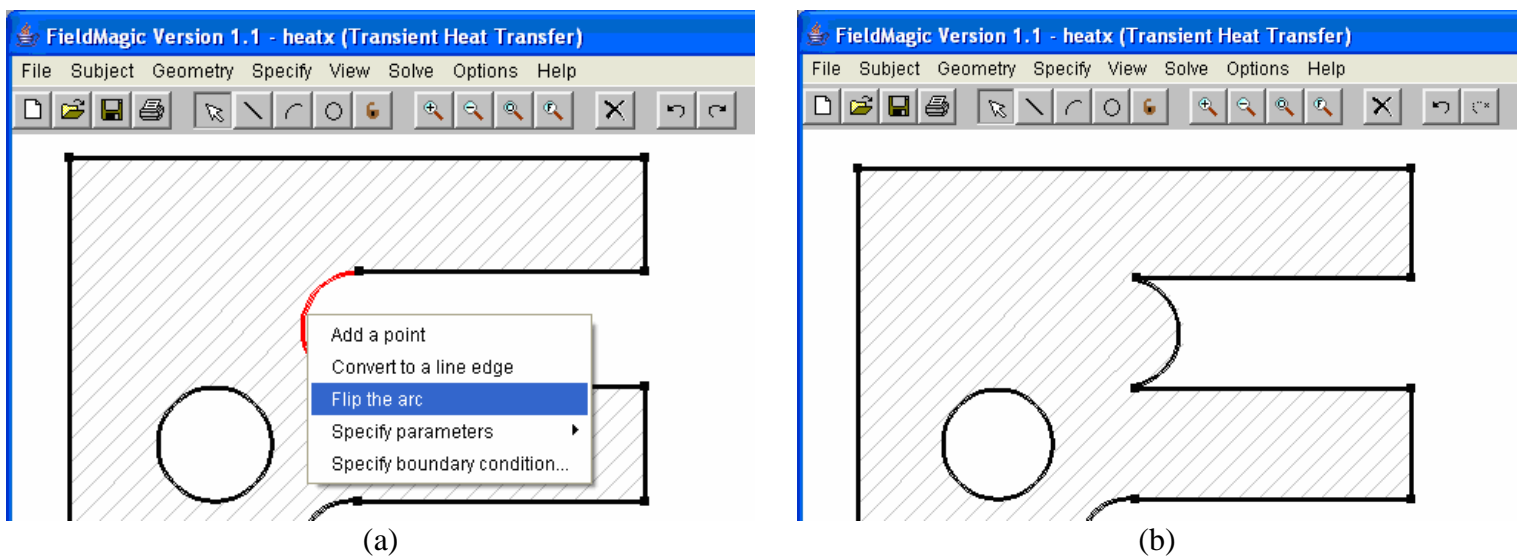 FieldMagic Version 1.1 - heatx (Transient Heat Transfer)
File Subject Geometry Specify View Solve Options Help
Add a point
Convert to a line edge
Flip the arc
Specify parameters
Specify boundary condition...
(a)
FieldMagic Version 1.1 - heatx (Transient Heat Transfer)
File Subject Geometry Specify View Solve Options Help
(b)